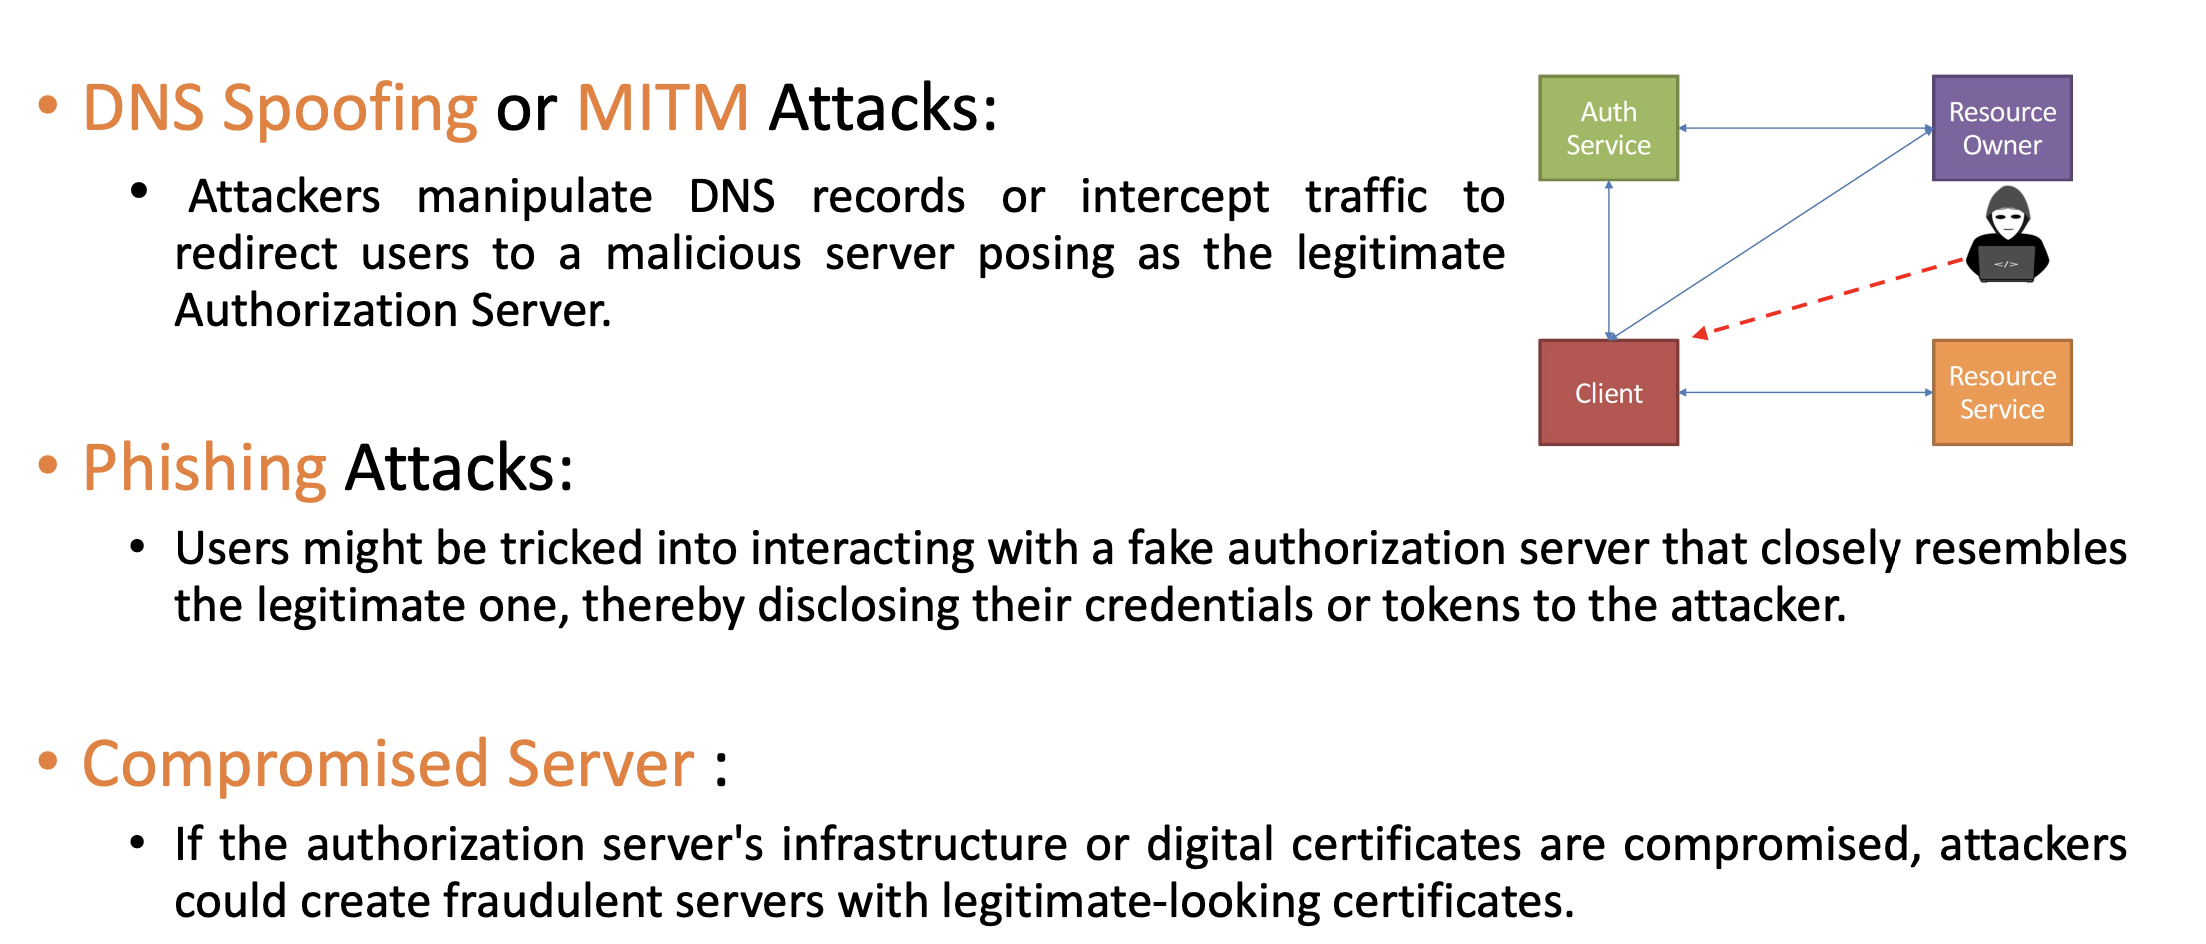 • DNS Spoofing or MITM Attacks:
• Attackers manipulate DNS records or intercept traffic to
redirect users to a malicious server posing as the legitimate
Authorization Server.
Auth
Service
Resource
Owner
</>
Client
Resource
Service
• Phishing Attacks:
• Users might be tricked into interacting with a fake authorization server that closely resembles
the legitimate one, thereby disclosing their credentials or tokens to the attacker.
• Compromised Server :
• If the authorization server's infrastructure or digital certificates are compromised, attackers
could create fraudulent servers with legitimate-looking certificates.